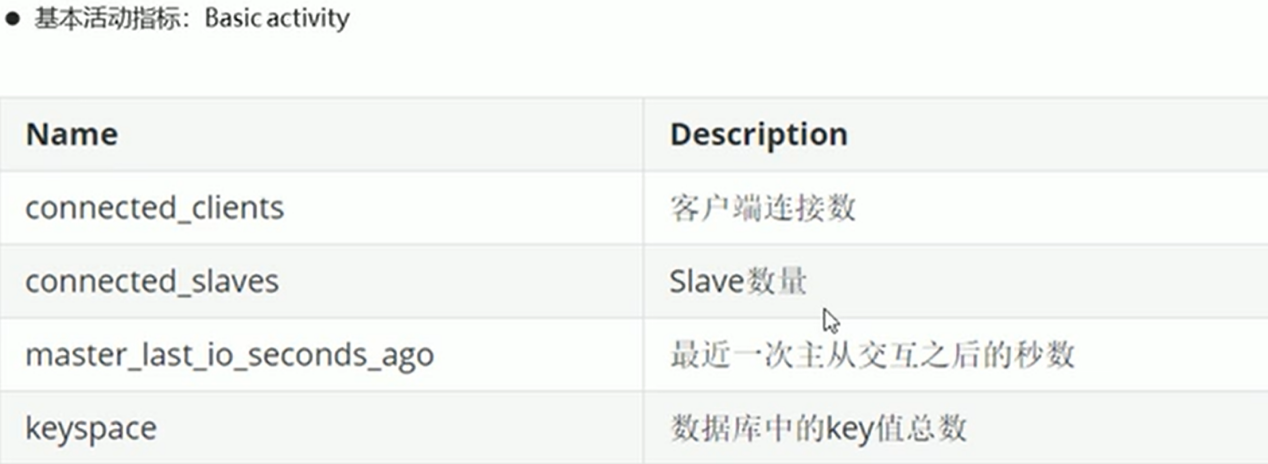 ● 基本活动指标：Basic activity
Name Description
connected_clients 客户端连接数
connected_slaves Slave数量
master_last_io_seconds_ago 最近一次主从交互之后的秒数
keyspace 数据库中的key值总数